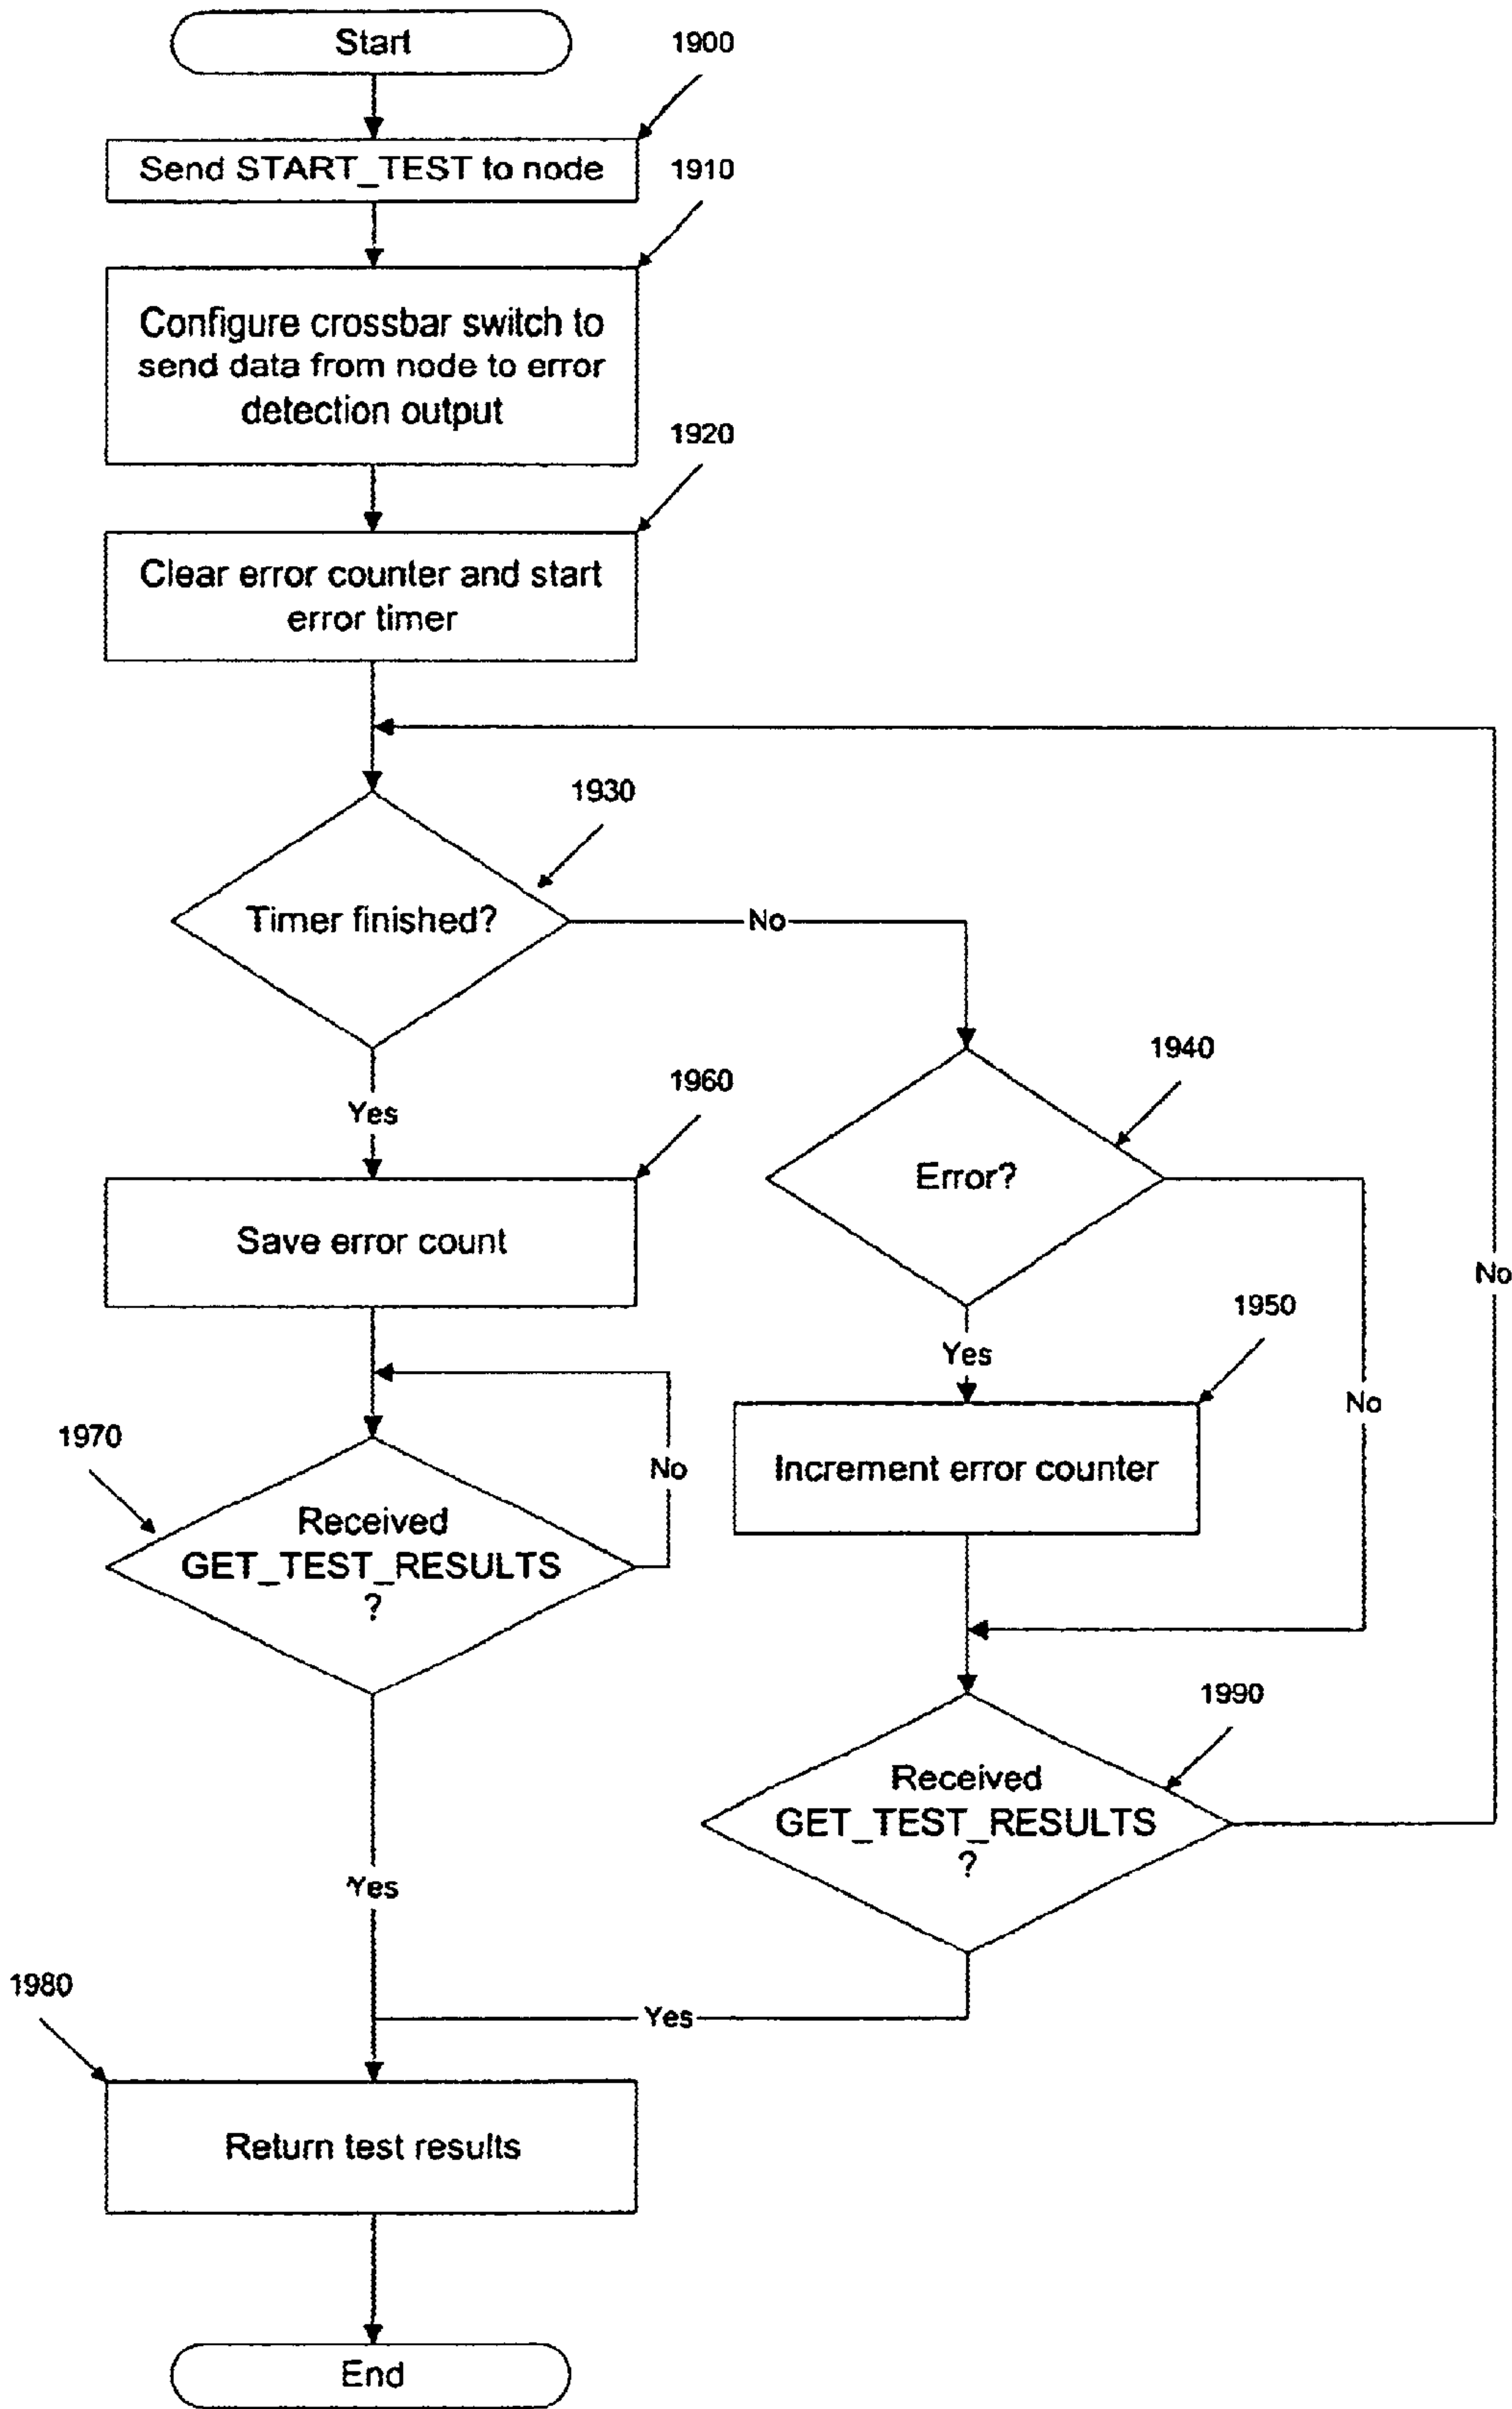 Start
1900
Send START_TEST to node
1910
Configure crossbar switch to
send data from node to error
detection output
1920
Clear error counter and start
error timer
1930
Timer finished?
No
1940
Yes
1960
Error?
Save error count
No
1950
Yes
No
1970
No
Increment error counter
Received
GET_TEST_RESULTS
?
1990
Received
GET_TEST_RESULTS
?
Yes
1980
Yes
Return test results
End